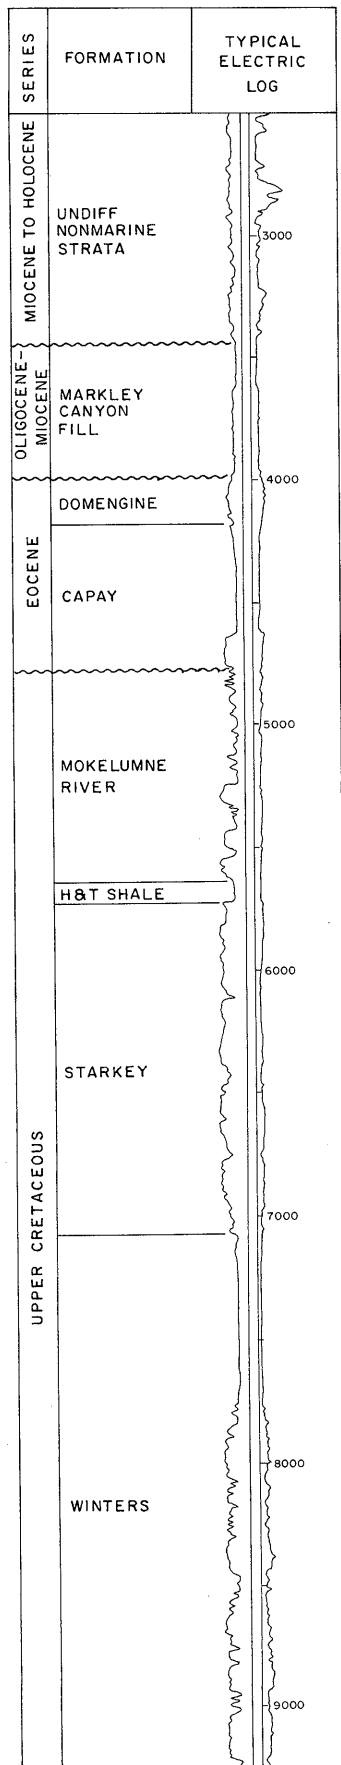 SERIES
FORMATION
TYPICAL
ELECTRIC
LOG
MIOCENE TO HOLOCENE
UNDIFF
NONMARINE
STRATA
3000
OLIGOCENE-
MIOCENE
MARKLEY
CANYON
FILL
4000
EOCENE
DOMENGINE
CAPAY
5000
UPPER CRETACEOUS
MOKELUMNE
RIVER
H&T SHALE
6000
STARKEY
7000
8000
WINTERS
9000